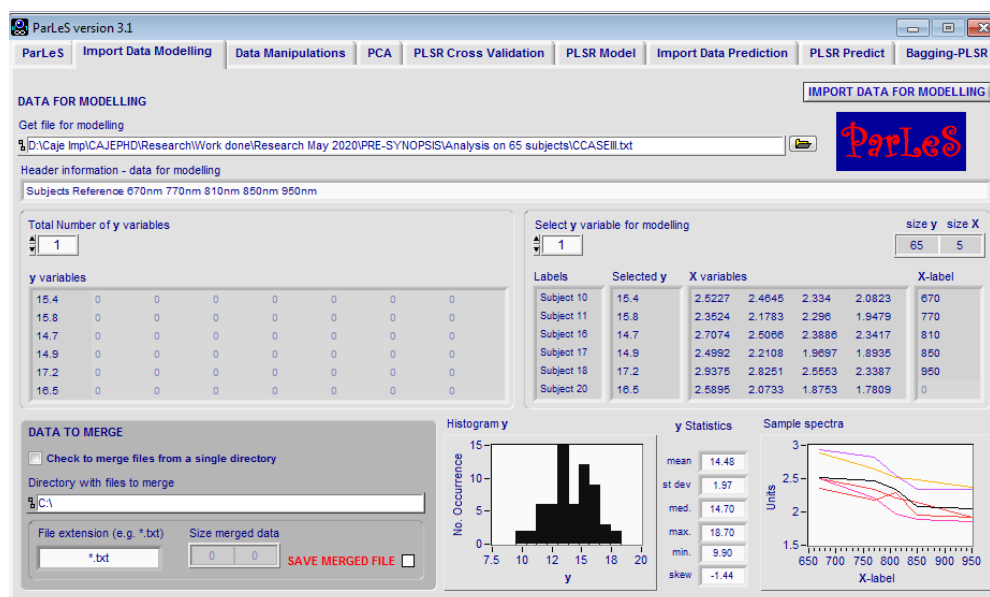 ParLeS version 3.1
ParLeS Import Data Modelling Data Manipulations PCA PLSR Cross Validation PLSR Model Import Data Prediction PLSR Predict Bagging-PLSR
IMPORT DATA FOR MODELLING
DATA FOR MODELLING
Get file for modelling
D:\Caje Imp\CAJEPHD\Research\Work done\Research May 2020\PRE-SYNOPSIS\Analysis on 65 subjects\CCASEIII.txt
ParLeS
Header information - data for modelling
Subjects Reference 670nm 770nm 810nm 850nm 950nm
Total Number of y variables
1
y variables
15.4 0 0 0 0 0 0 0
15.8 0 0 0 0 0 0 0
14.7 0 0 0 0 0 0 0
14.9 0 0 0 0 0 0 0
17.2 0 0 0 0 0 0 0
16.5 0 0 0 0 0 0 0
Select y variable for modelling
size y size X
1
65 5
Labels Selected y X variables X-label
Subject 10 15.4 2.5227 2.4645 2.334 2.0823 670
Subject 11 15.8 2.3524 2.1783 2.296 1.9479 770
Subject 16 14.7 2.7074 2.5066 2.3886 2.3417 810
Subject 17 14.9 2.4992 2.2108 1.9697 1.8935 850
Subject 18 17.2 2.9375 2.8251 2.5553 2.3387 950
Subject 20 16.5 2.5895 2.0733 1.8753 1.7809 0
DATA TO MERGE
Check to merge files from a single directory
Directory with files to merge
C:\
File extension (e.g. *.txt) Size merged data
*.txt 0 0 SAVE MERGED FILE
Histogram y
No. Occurrence
15
10
5
0
7.5 10 12 15 18 20
y
y Statistics
mean 14.48
st dev 1.97
med. 14.70
max. 18.70
min. 9.90
skew -1.44
Sample spectra
Units
3
2.5
2
1.5
650 700 750 800 850 900 950
X-label